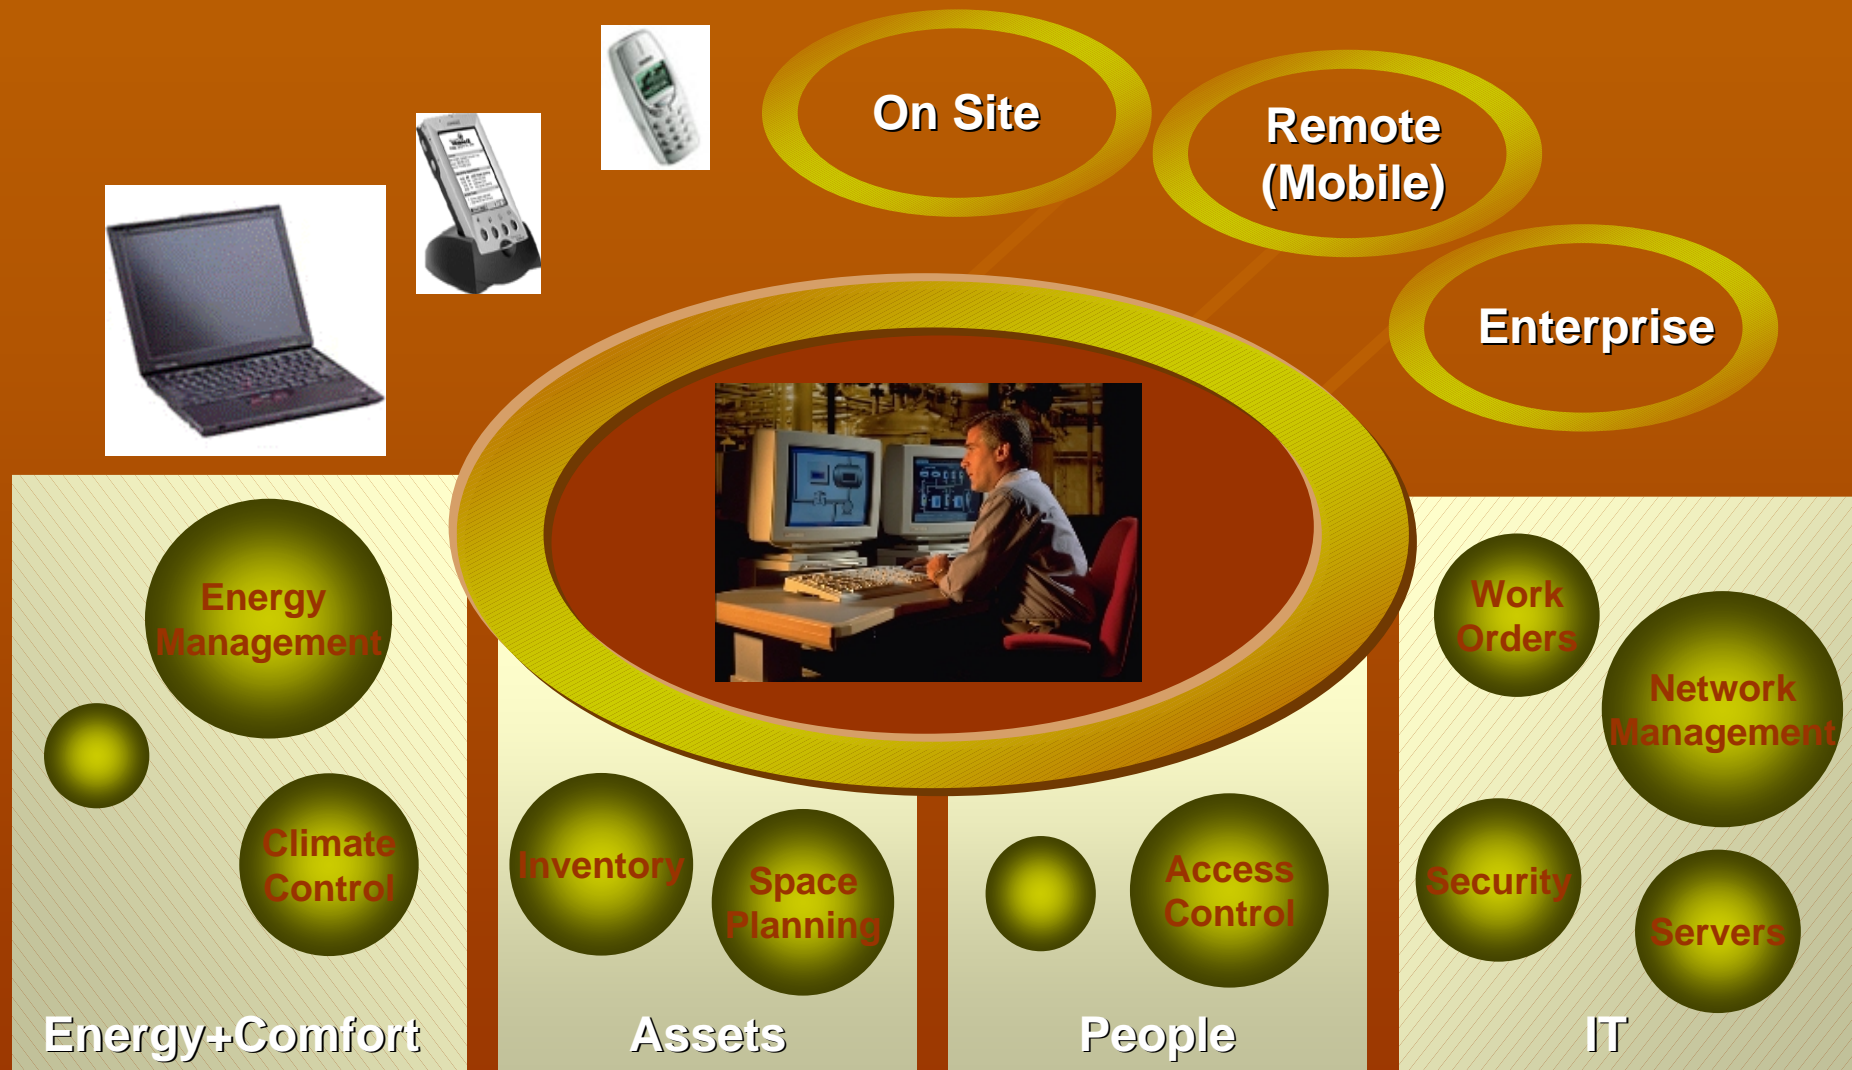 On Site
Remote
(Mobile)
Enterprise
Energy
Management
Climate
Control
Inventory
Space
Planning
Access
Control
Work
Orders
Network
Management
Security
Servers
Energy+Comfort
Assets
People
IT